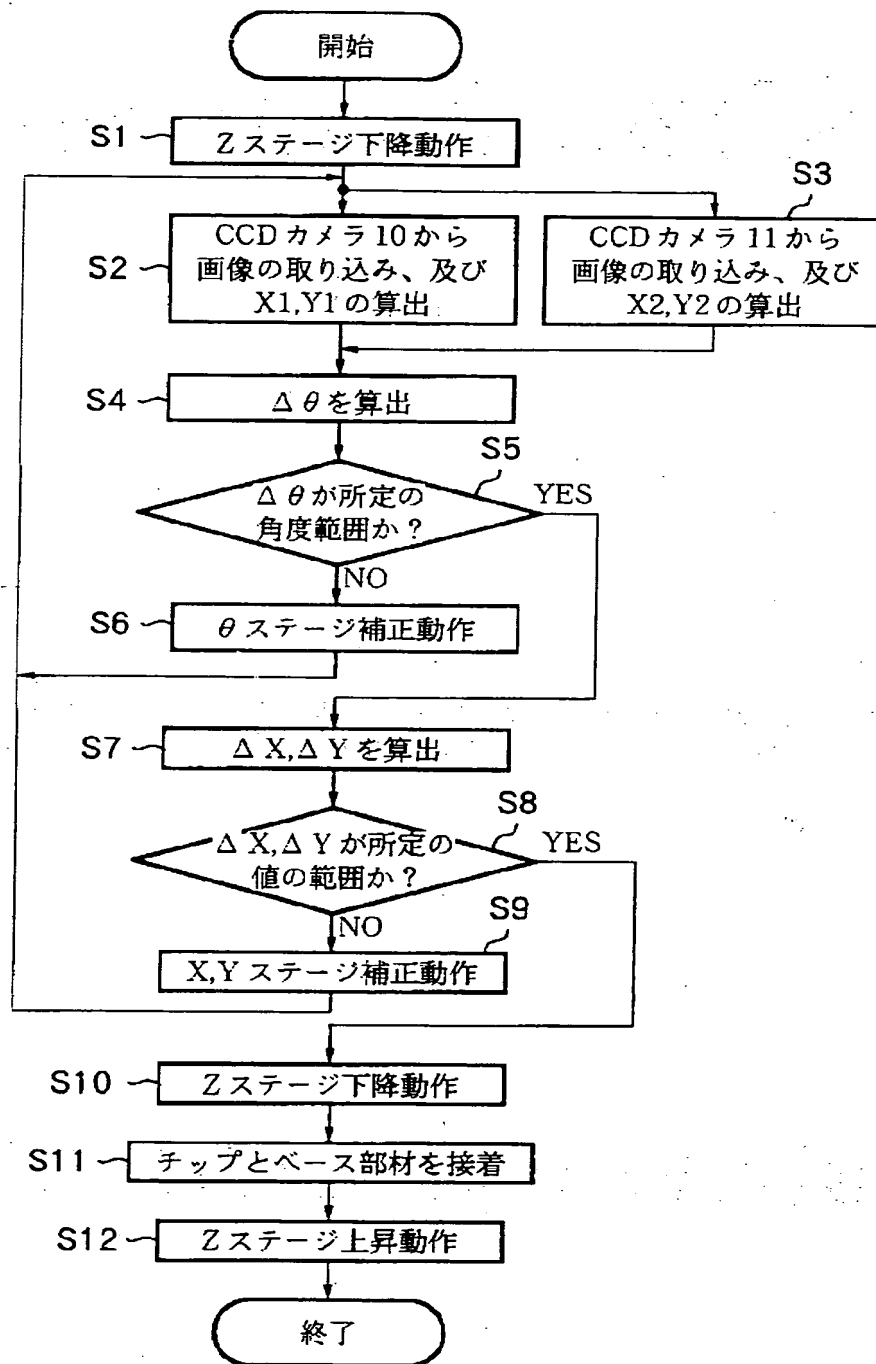 開始
S1
Zステージ下降動作
S2
CCDカメラ10から
画像の取り込み、及び
X1,Y1の算出
S3
CCDカメラ11から
画像の取り込み、及び
X2,Y2の算出
S4
Δθを算出
S5
Δθが所定の
角度範囲か?
YES
NO
S6
θステージ補正動作
S7
ΔX,ΔYを算出
S8
ΔX,ΔYが所定の
値の範囲か?
YES
NO
S9
X,Yステージ補正動作
S10
Zステージ下降動作
S11
チップとベース部材を接着
S12
Zステージ上昇動作
終了